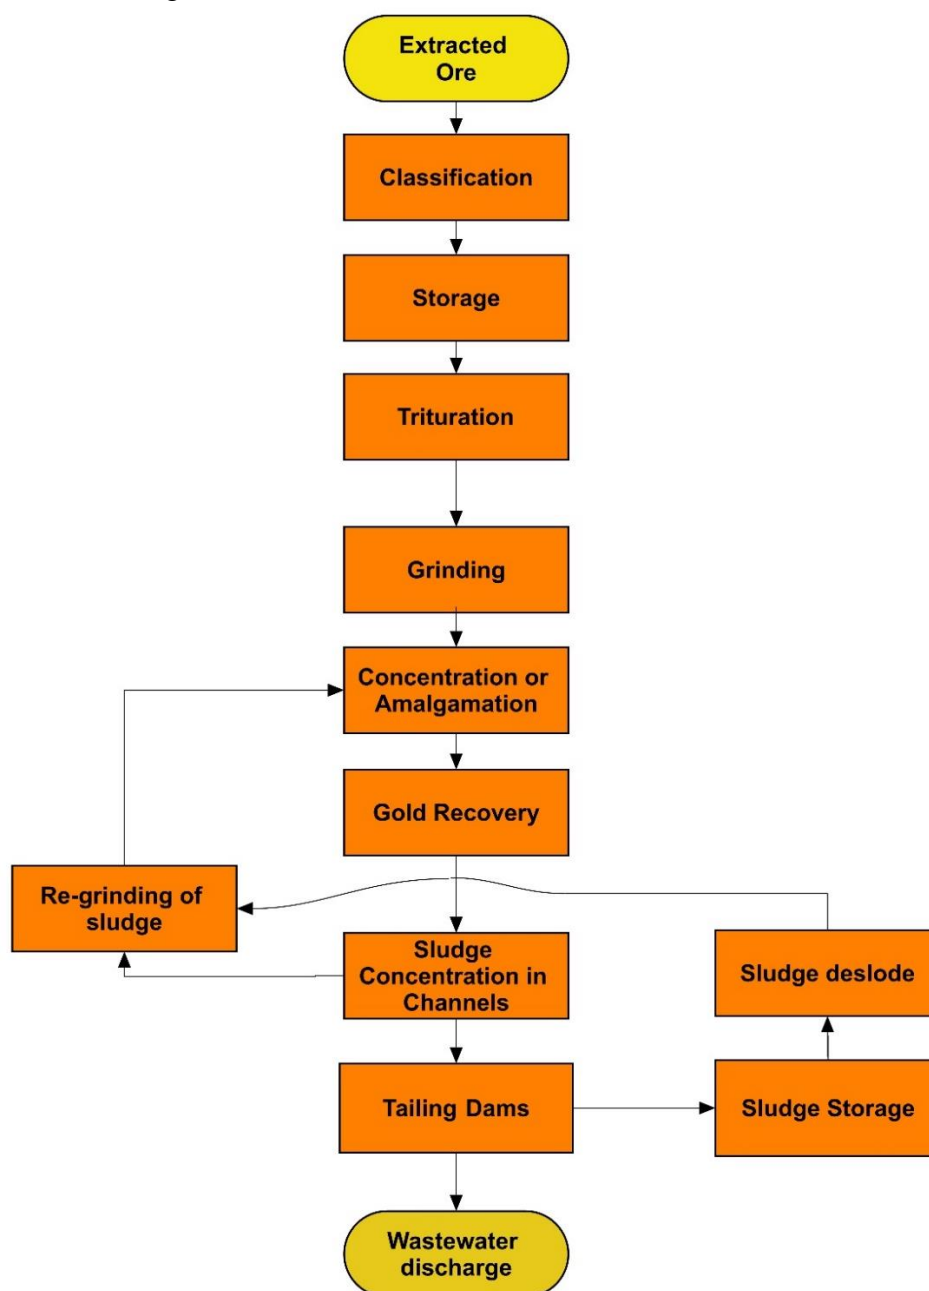 Extracted
Ore
Classification
Storage
Trituration
Grinding
Concentration or
Amalgamation
Gold Recovery
Re-grinding of
sludge
Sludge
Concentration in
Channels
Sludge deslode
Tailing Dams
Sludge Storage
Wastewater
discharge